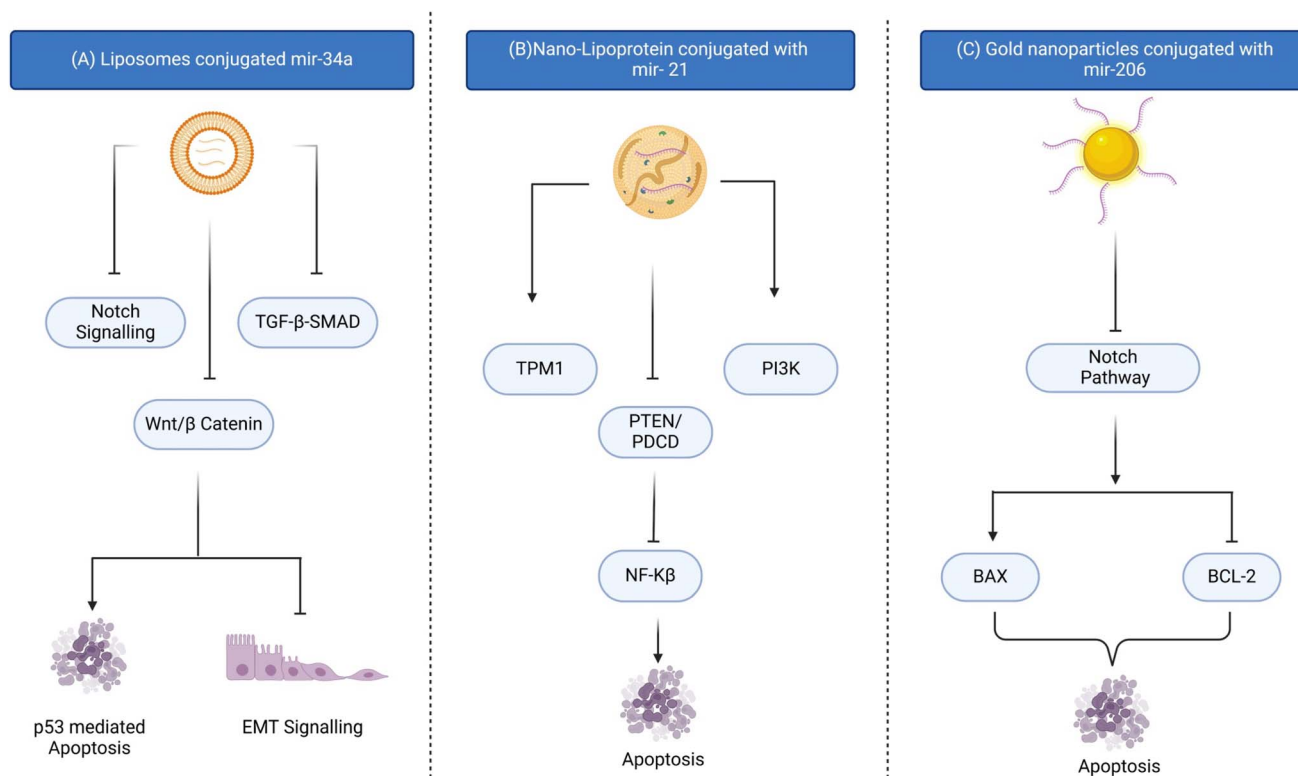 (A) Liposomes conjugated mir-34a
Notch
Signalling
TGF-β-SMAD
Wnt/β Catenin
p53 mediated
Apoptosis
EMT Signalling
(B)Nano-Lipoprotein conjugated with
mir- 21
TPM1
PI3K
PTEN/
PDCD
NF-Kβ
Apoptosis
(C) Gold nanoparticles conjugated with
mir-206
Notch
Pathway
BAX
BCL-2
Apoptosis